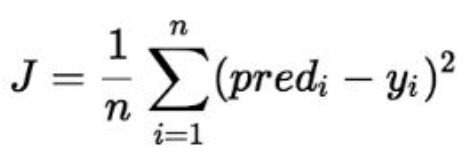 J = \frac{1}{n} \sum_{i=1}^{n} (pred_i - y_i)^2